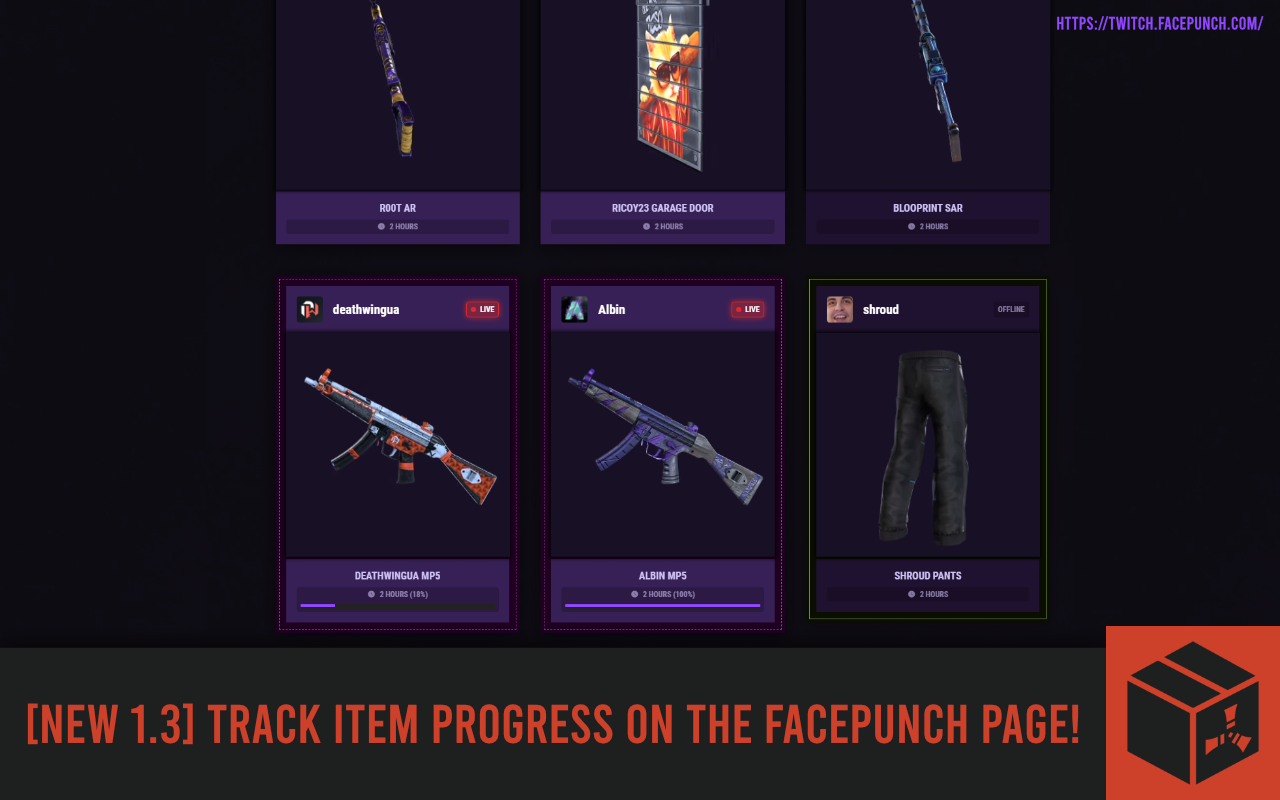 HTTPS://TWITCH.FACEPUNCH.COM/
R00T AR
2 HOURS
RICOY23 GARAGE DOOR
2 HOURS
BLOOPRINT SAR
2 HOURS
deathwingua
LIVE
Albin
LIVE
shroud
OFFLINE
DEATHWINGUA MP5
2 HOURS (18%)
ALBIN MP5
2 HOURS (100%)
SHROUD PANTS
2 HOURS
[NEW 1.3] TRACK ITEM PROGRESS ON THE FACEPUNCH PAGE!